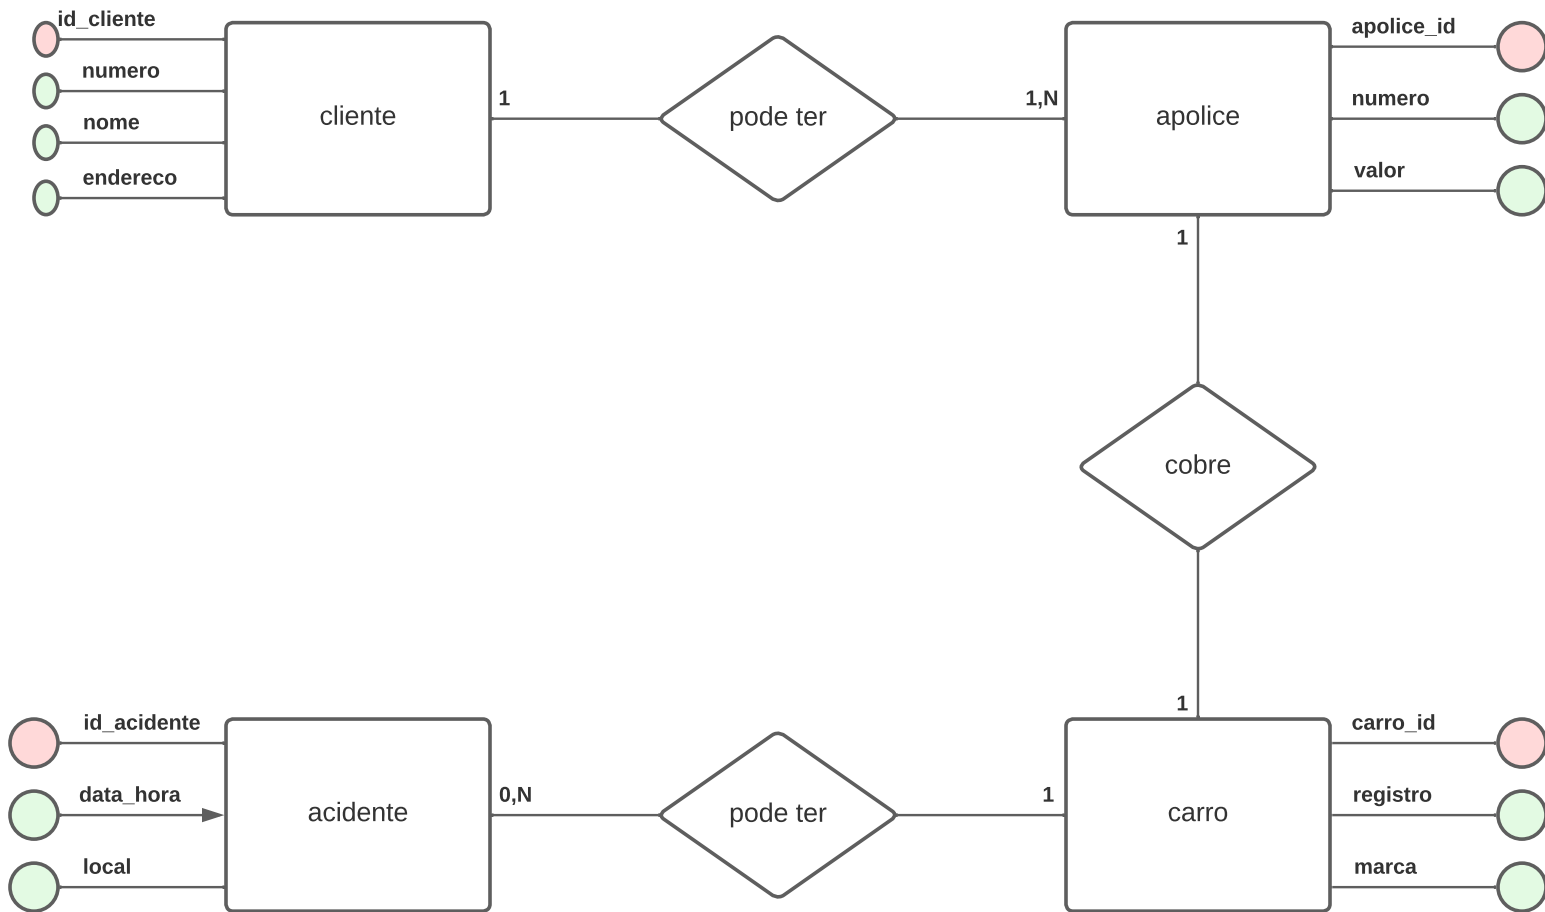 id_cliente
numero
nome
endereco
cliente
1
pode ter
1,N
apolice
apolice_id
numero
valor
1
cobre
1
id_acidente
data_hora
local
acidente
0,N
pode ter
1
carro
carro_id
registro
marca